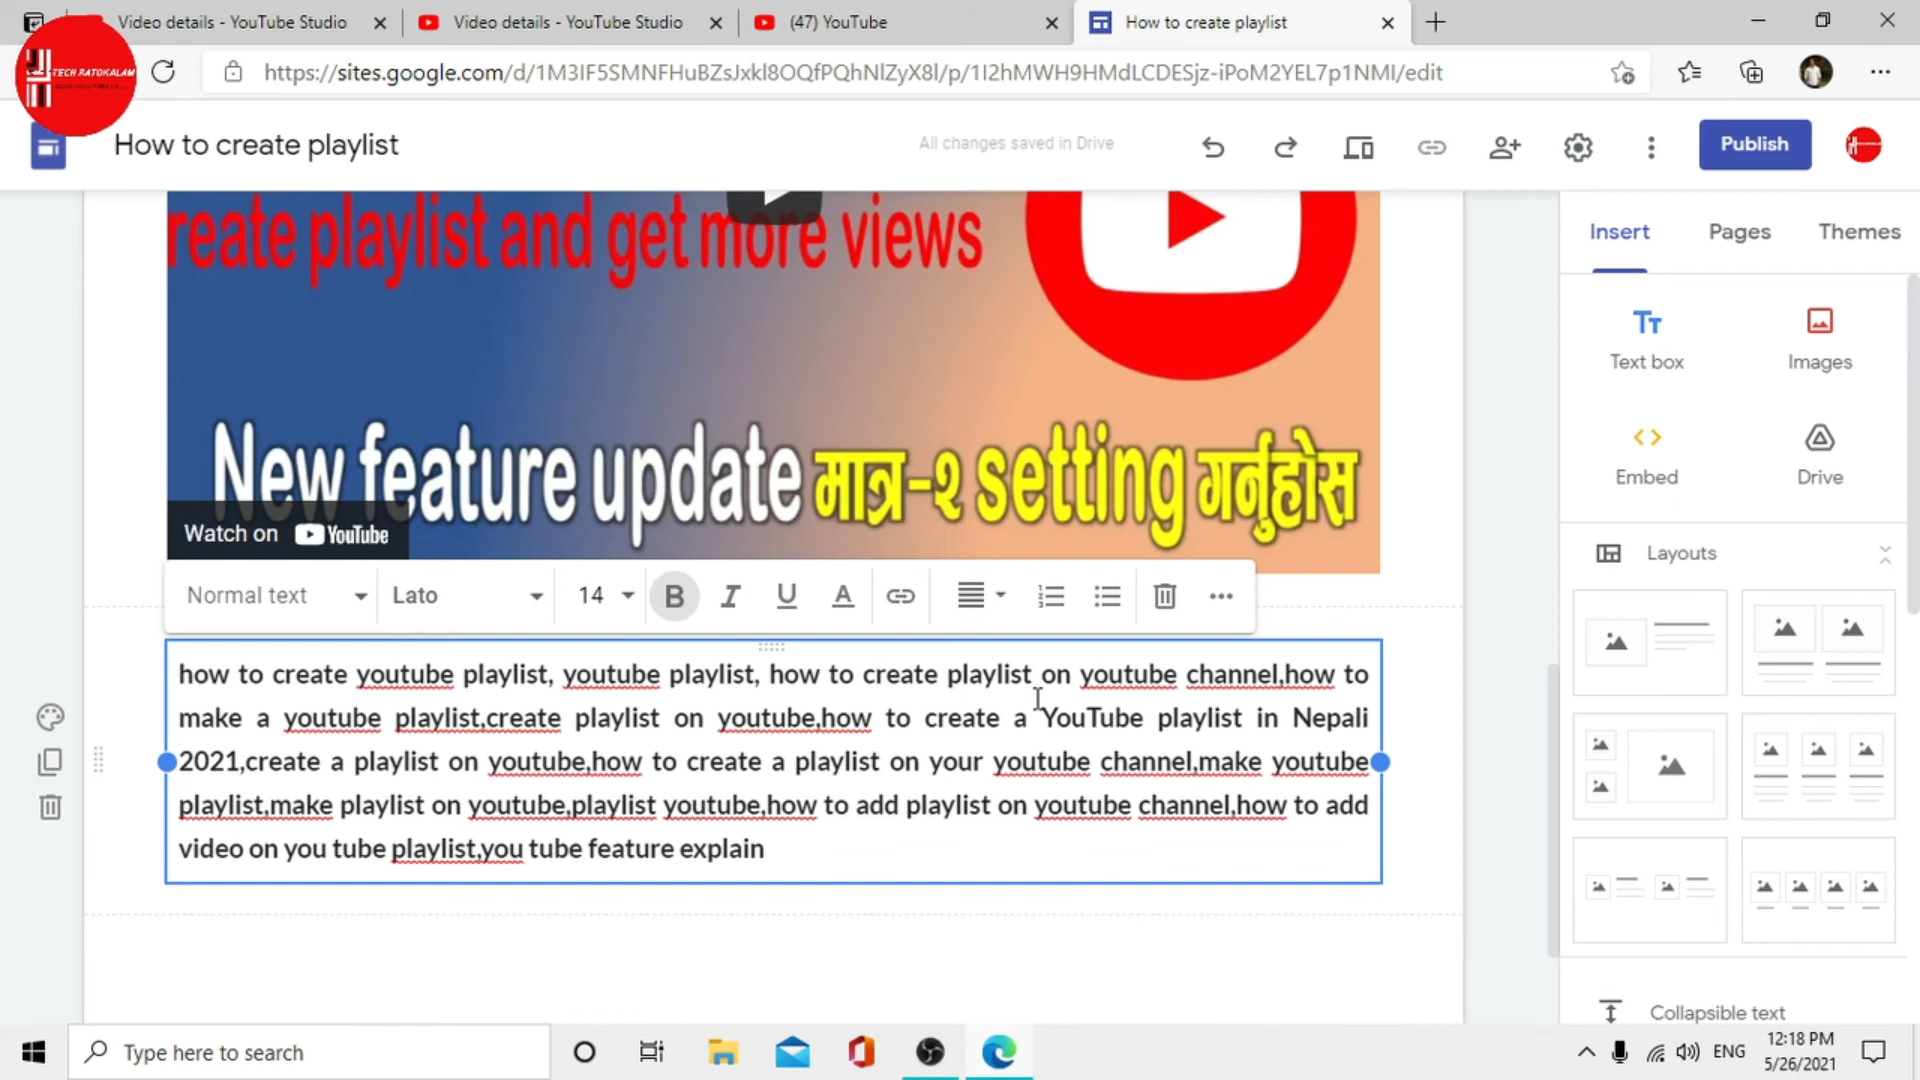 Video details - YouTube Studio
Video details - YouTube Studio
(47) YouTube
How to create playlist
TECH RATOKALAM
https://sites.google.com/d/1M3IF5SMNFHuBZsJxkl8OQfPQhNlZyX8l/p/1I2hMWH9HMdLCDESjz-iPoM2YEL7p1NMI/edit
How to create playlist
All changes saved in Drive
Publish
reate playlist and get more views
New feature update मात्र-२ setting गर्नुहोस
Watch on YouTube
Insert Pages Themes
Text box Images
Embed Drive
Layouts
Collapsible text
Normal text Lato 14 B I U A
how to create youtube playlist, youtube playlist, how to create playlist on youtube channel,how to
make a youtube playlist,create playlist on youtube,how to create a YouTube playlist in Nepali
2021,create a playlist on youtube,how to create a playlist on your youtube channel,make youtube
playlist,make playlist on youtube,playlist youtube,how to add playlist on youtube channel,how to add
video on you tube playlist,you tube feature explain
Type here to search
ENG
12:18 PM
5/26/2021